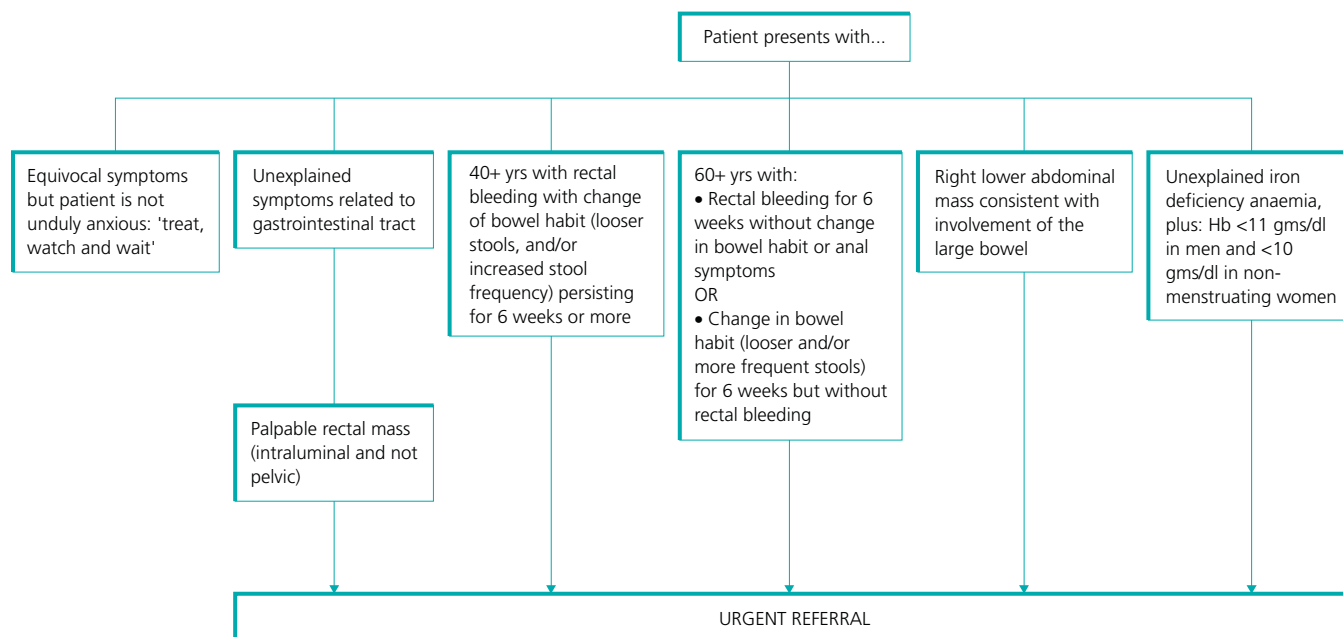 Patient presents with...
Equivocal symptoms
but patient is not
unduly anxious: 'treat,
watch and wait'
Unexplained
symptoms related to
gastrointestinal tract
40+ yrs with rectal
bleeding with change
of bowel habit (looser
stools, and/or
increased stool
frequency) persisting
for 6 weeks or more
60+ yrs with:
• Rectal bleeding for 6
weeks without change
in bowel habit or anal
symptoms
OR
• Change in bowel
habit (looser and/or
more frequent stools)
for 6 weeks but without
rectal bleeding
Right lower abdominal
mass consistent with
involvement of the
large bowel
Unexplained iron
deficiency anaemia,
plus: Hb <11 gms/dl
in men and <10
gms/dl in non-
menstruating women
Palpable rectal mass
(intraluminal and not
pelvic)
URGENT REFERRAL